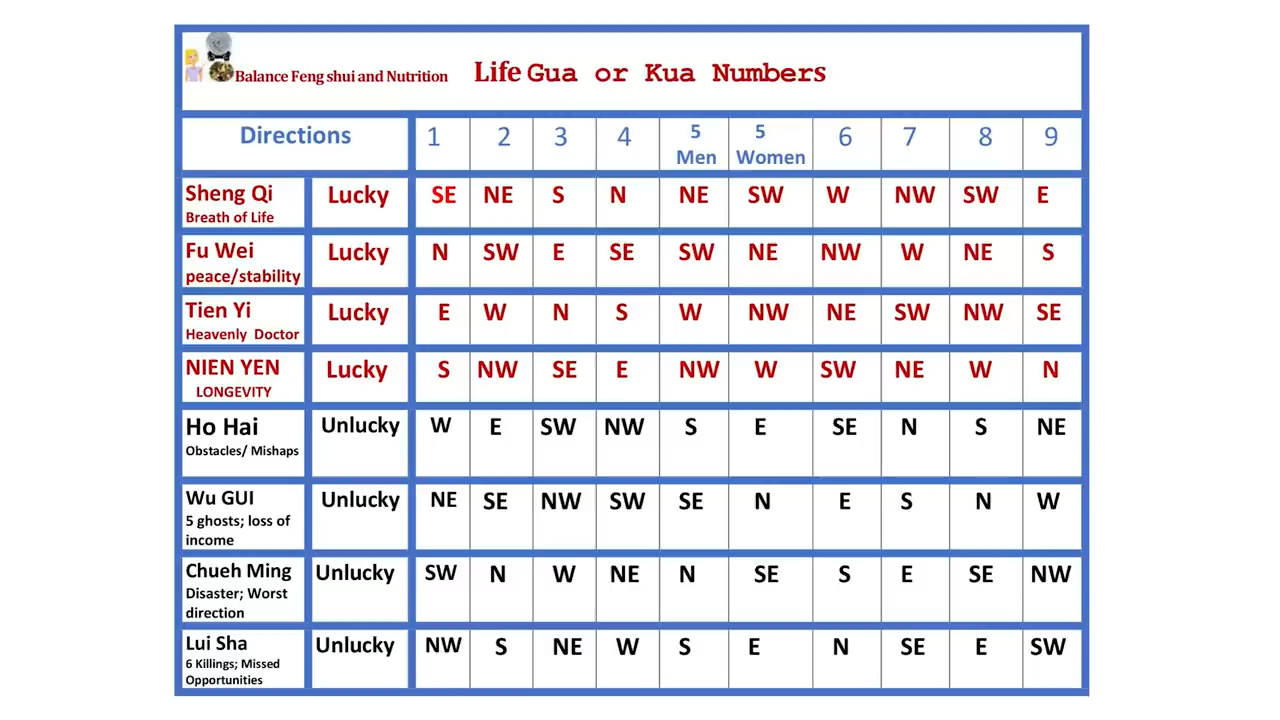 Balance Feng shui and Nutrition Life Gua or Kua Numbers
Directions 1 2 3 4 5 Men 5 Women 6 7 8 9
Sheng Qi Lucky SE NE S N NE SW W NW SW E
Breath of Life
Fu Wei Lucky N SW E SE SW NE NW W NE S
peace/stability
Tien Yi Lucky E W N S W NW NE SW NW SE
Heavenly Doctor
NIEN YEN Lucky S NW SE E NW W SW NE W N
LONGEVITY
Ho Hai Unlucky W E SW NW S E SE N S NE
Obstacles/ Mishaps
Wu GUI Unlucky NE SE NW SW SE N E S N W
5 ghosts; loss of
income
Chueh Ming Unlucky SW N W NE N SE S E SE NW
Disaster; Worst
direction
Lui Sha Unlucky NW S NE W S E N SE E SW
6 Killings; Missed
Opportunities